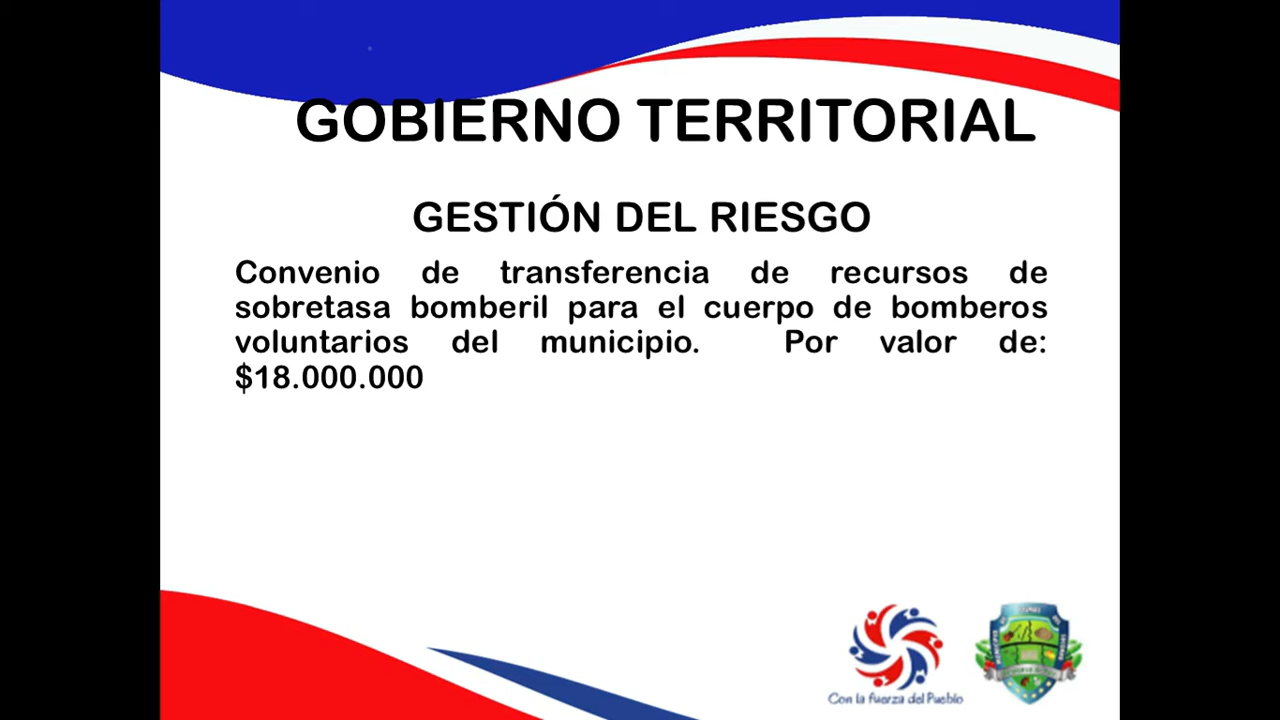 GOBIERNO TERRITORIAL
GESTIÓN DEL RIESGO
Convenio de transferencia de recursos de
sobretasa bomberil para el cuerpo de bomberos
voluntarios del municipio. Por valor de:
$18.000.000
Con la fuerza del Pueblo